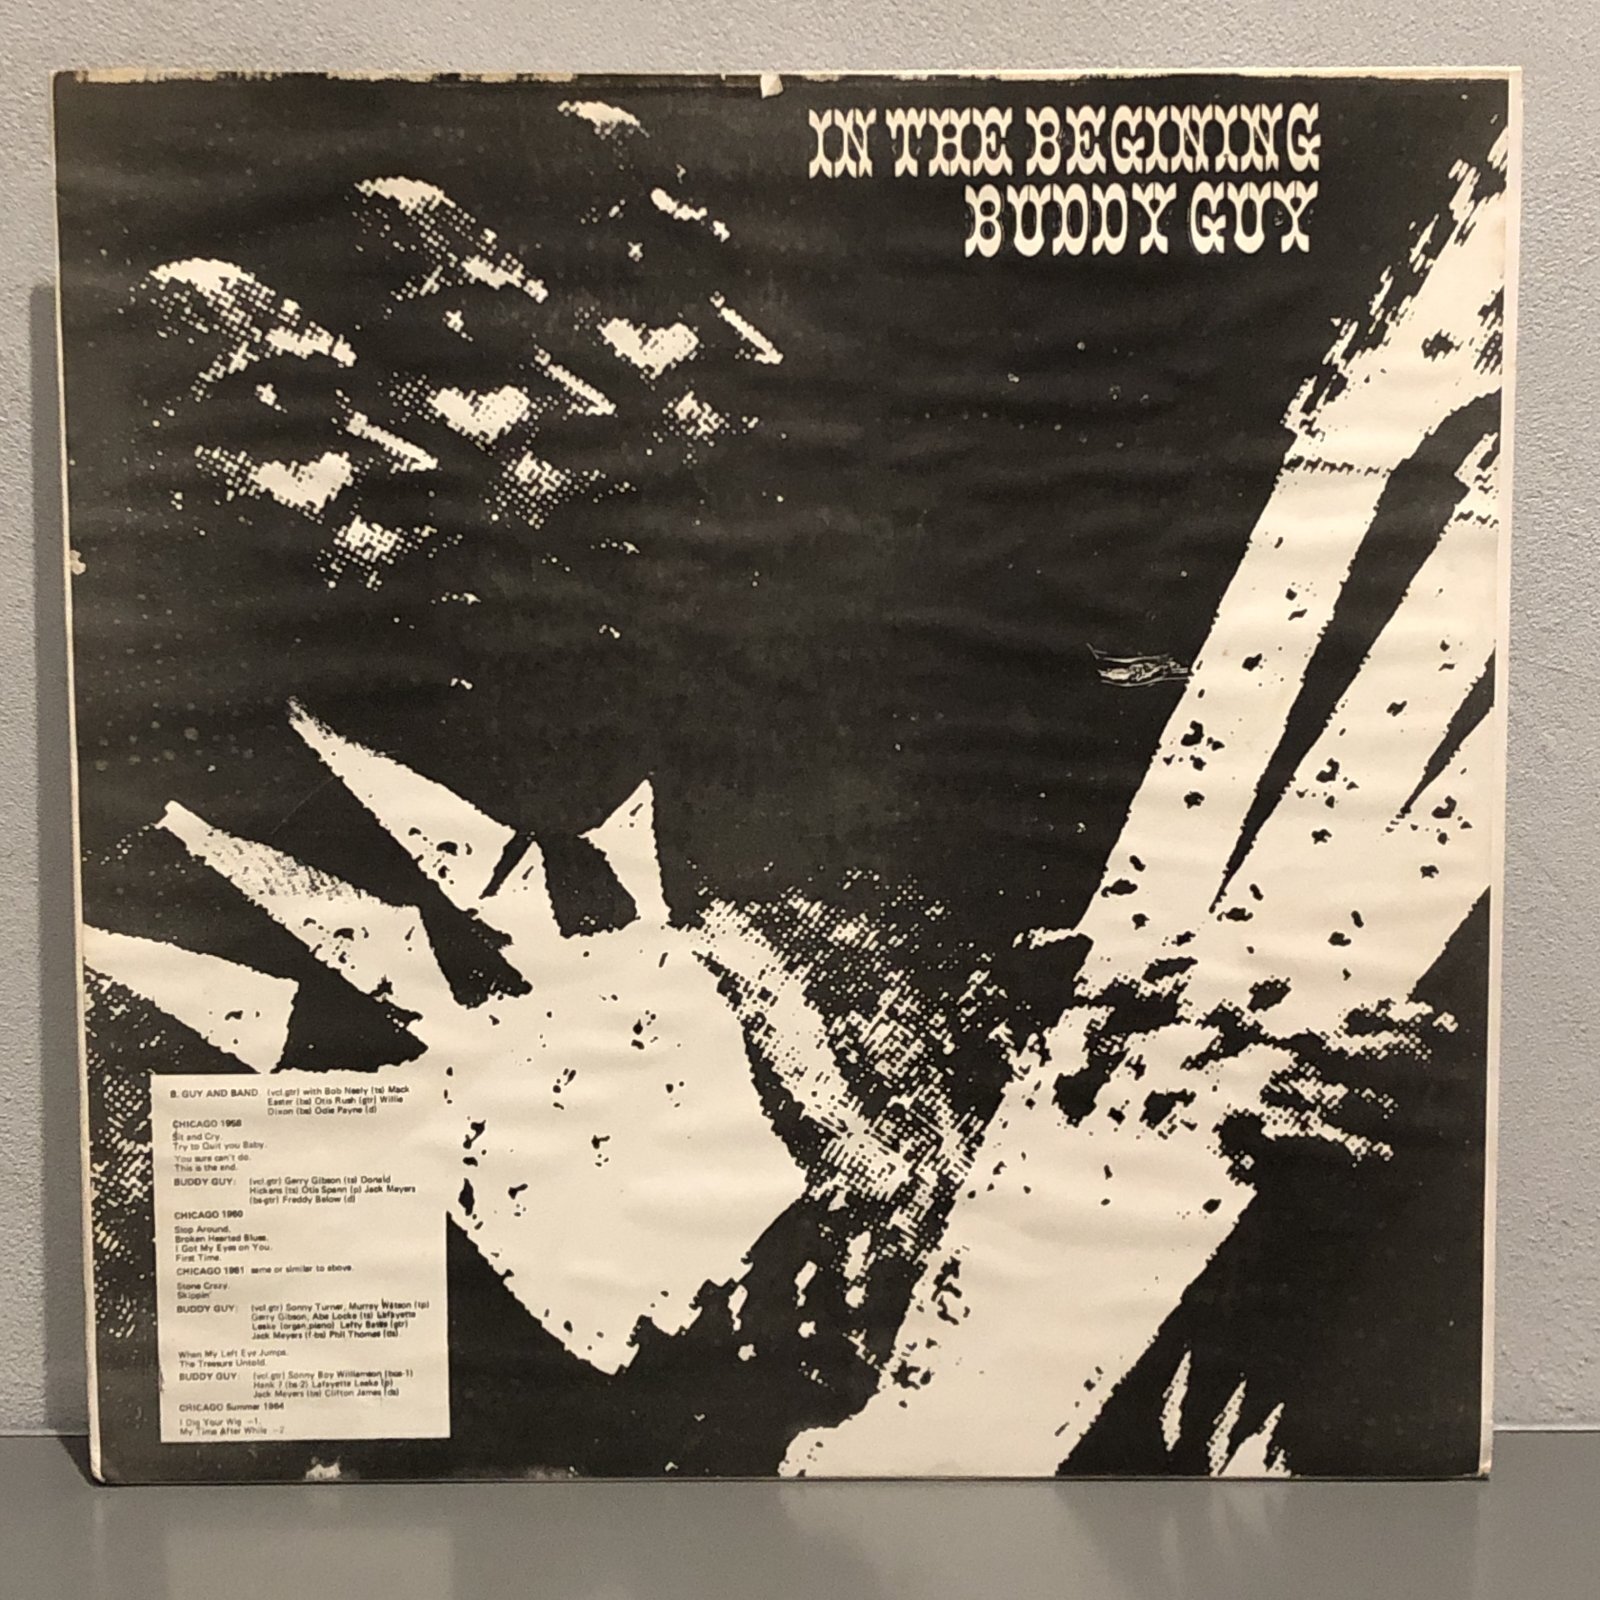 IN THE BEGINING
BUDDY GUY
B. GUY AND BAND (vcl.gtr) with Bob Neely (ts) Mack
Easter (bs) Otis Rush (gtr) Willie
Dixon (bs) Odie Payne (d)
CHICAGO 1958
Sit and Cry.
Try to Quit you Baby.
You sure can't do.
This is the end.
BUDDY GUY: (vcl.gtr) Gerry Gibson (ts) Donald
Hickens (ts) Otis Spann (p) Jack Meyers
(bs-gtr) Freddy Below (d)
CHICAGO 1960
Slop Around.
Broken Hearted Blues.
I Got My Eyes on You.
First Time.
CHICAGO 1961 same or similar to above.
Stone Crazy.
Skippin'
BUDDY GUY: (vcl.gtr) Sonny Turner, Murrey Watson (tp)
Gerry Gibson, Abe Locke (ts) Lafayette
Leake (organ,piano) Lefty Bates (gtr)
Jack Meyers (f-bs) Phil Thomas (ds).
When My Left Eye Jumps.
The Treasure Untold.
BUDDY GUY: (vcl.gtr) Sonny Boy Williamson (hca-1)
Hank ? (bs-2) Lafayette Leake (p)
Jack Meyers (bs) Clifton James (ds)
CHICAGO Summer 1964
I Dig Your Wig -1.
My Time After While -2